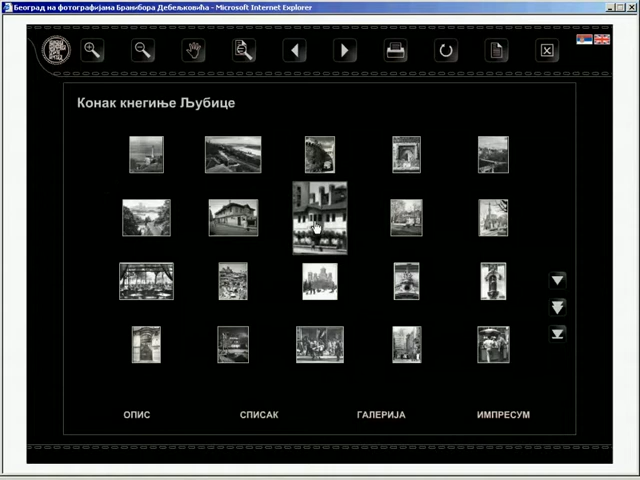 Београд на фотографијама Бранибора Дебељковића - Microsoft Internet Explorer
Конак кнегиње Љубице
ОПИС СПИСАК ГАЛЕРИЈА ИМПРЕСУМ